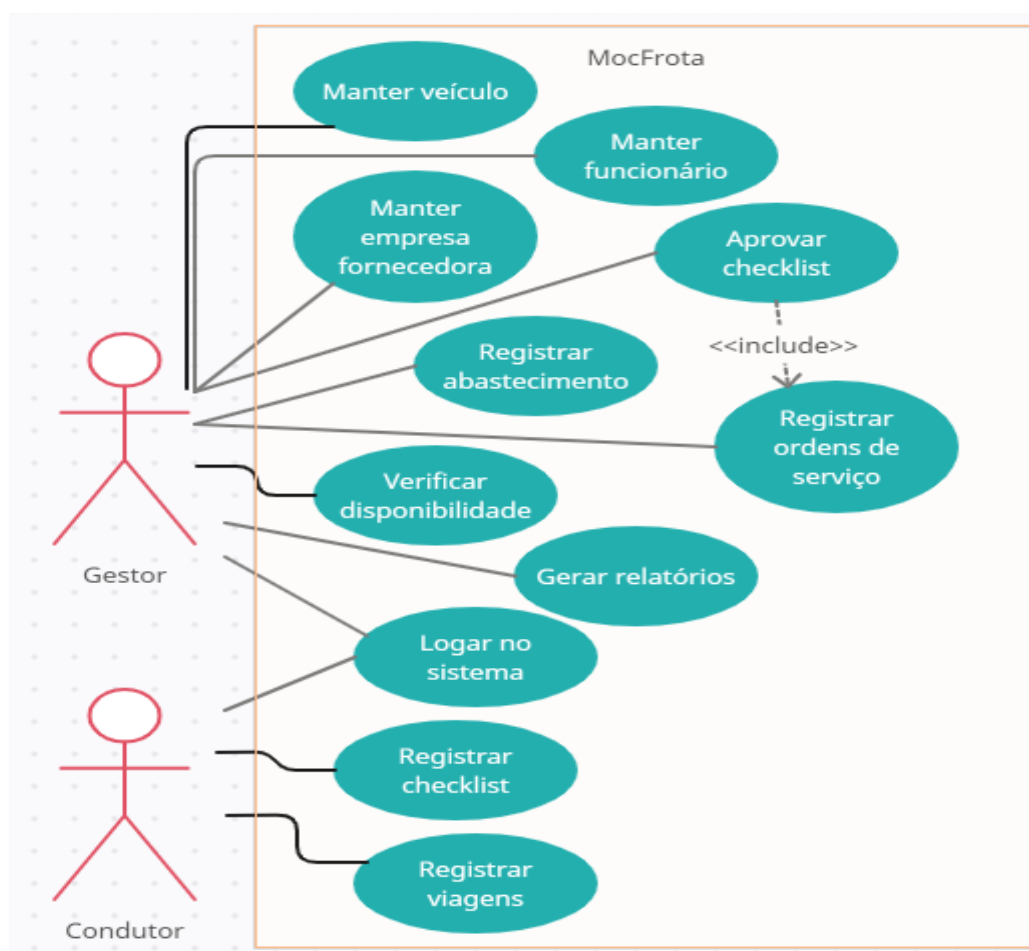 MocFrota
Manter veículo
Manter
funcionário
Manter
empresa
fornecedora
Aprovar
checklist
<<include>>
Registrar
abastecimento
Registrar
ordens de
serviço
Verificar
disponibilidade
Gestor
Gerar relatórios
Logar no
sistema
Registrar
checklist
Registrar
viagens
Condutor